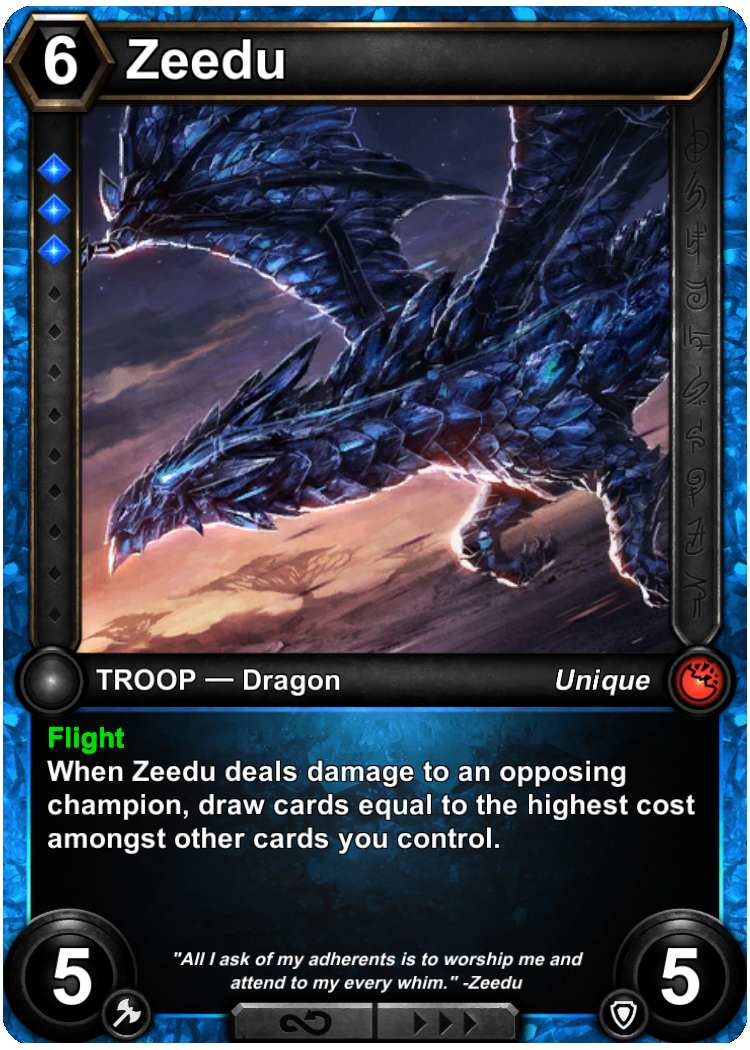 6 Zeedu
TROOP — Dragon Unique
Flight
When Zeedu deals damage to an opposing
champion, draw cards equal to the highest cost
amongst other cards you control.
"All I ask of my adherents is to worship me and
attend to my every whim." -Zeedu
5 5